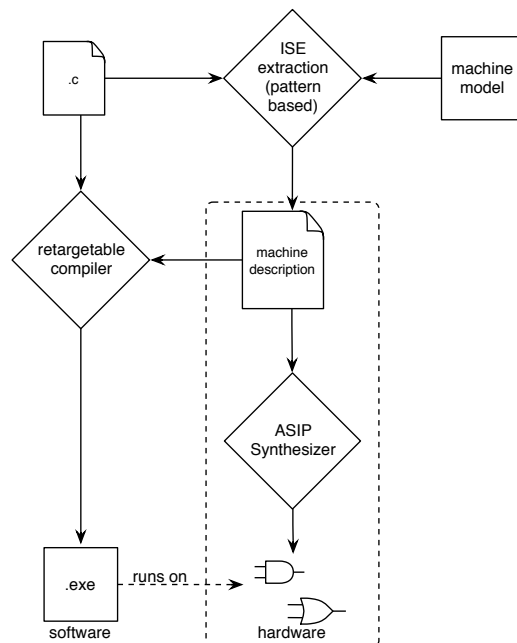 ISE
extraction
(pattern
based)
.c
machine
model
retargetable
compiler
machine
description
ASIP
Synthesizer
.exe
runs on
software
hardware